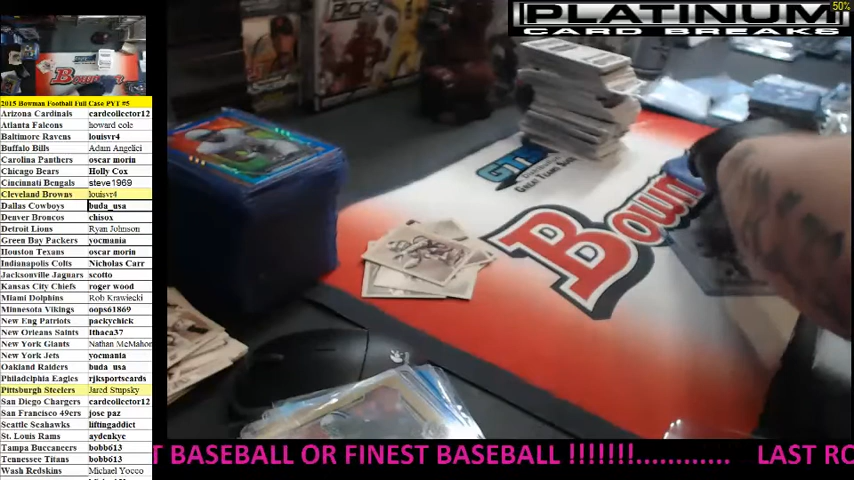 50%
PLATINUM
CARD BREAKS
2015 Bowman Football Full Case PYT #5
Arizona Cardinals cardcollector12
Atlanta Falcons howard cole
Baltimore Ravens louisvr4
Buffalo Bills Adam Angelici
Carolina Panthers oscar morin
Chicago Bears Holly Cox
Cincinnati Bengals steve1969
Cleveland Browns louisvr4
Dallas Cowboys buda_usa
Denver Broncos chisox
Detroit Lions Ryan Johnson
Green Bay Packers yocmania
Houston Texans oscar morin
Indianapolis Colts Nicholas Carr
Jacksonville Jaguars scotto
Kansas City Chiefs roger wood
Miami Dolphins Rob Krawiecki
Minnesota Vikings oops61869
New Eng Patriots packychick
New Orleans Saints Ithaca37
New York Giants Nathan McMahon
New York Jets yocmania
Oakland Raiders buda_usa
Philadelphia Eagles rjksportscards
Pittsburgh Steelers Jared Stupsky
San Diego Chargers cardcollector12
San Francisco 49ers jose paz
Seattle Seahawks liftingaddict
St. Louis Rams aydenkyc
Tampa Buccaneers bobb613
Tennessee Titans bobb613
Wash Redskins Michael Yocco
GTS
Bown
T BASEBALL OR FINEST BASEBALL !!!!!!!............ LAST RO